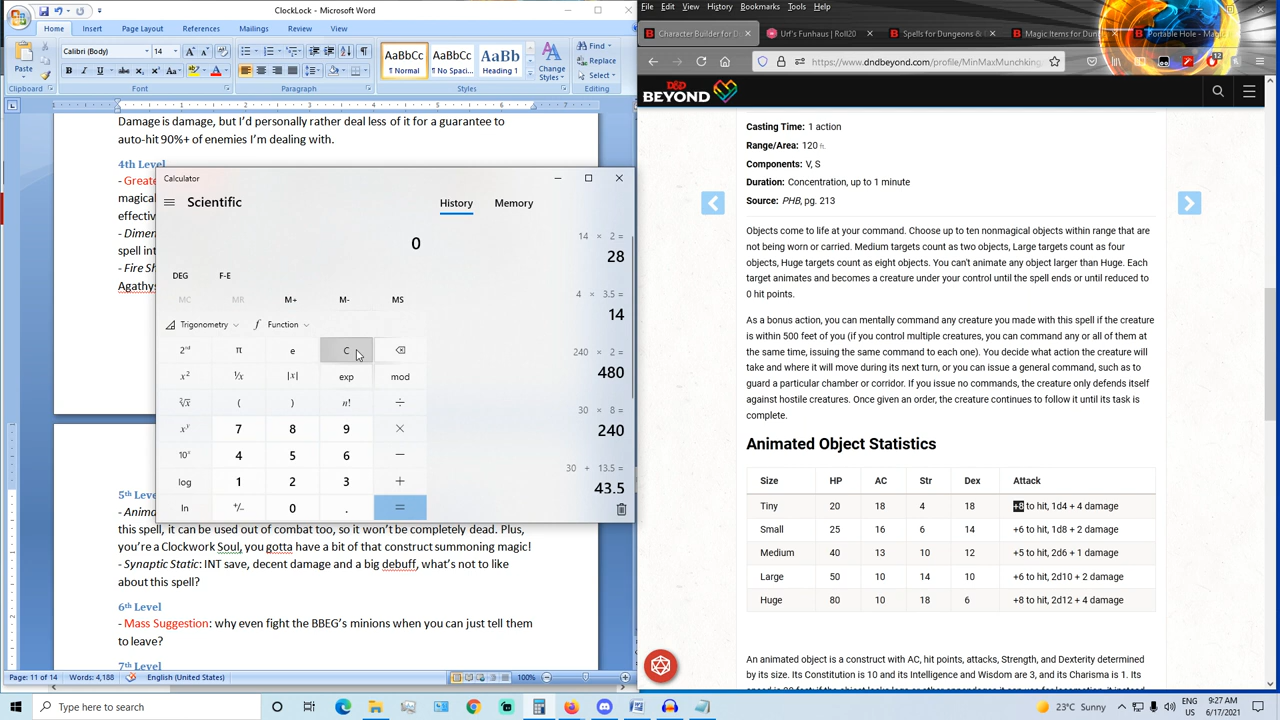 ClockLock - Microsoft Word
Home Insert Page Layout References Mailings Review View
Paste
Calibri (Body) 14
AaBbCc AaBbCc AaBbC
¶ Normal ¶ No Spaci... Heading 1
Change Styles
Find
Replace
Select
Clipboard Font Paragraph Styles Editing
Damage is damage, but I'd personally rather deal less of it for a guarantee to
auto-hit 90%+ of enemies I'm dealing with.
4th Level
- Greate
magical
effective
- Dimen
spell int
- Fire Sh
Agathys
5th Level
- Anima
this spell, it can be used out of combat too, so it won't be completely dead. Plus,
you're a Clockwork Soul, you gotta have a bit of that construct summoning magic!
- Synaptic Static: INT save, decent damage and a big debuff, what's not to like
about this spell?
6th Level
- Mass Suggestion: why even fight the BBEG's minions when you can just tell them
to leave?
7th Level
Page: 11 of 14 Words: 4,188 English (United States) 100%
Calculator
Scientific
History Memory
0
DEG F-E
MC MR M+ M- MS
Trigonometry Function
2ⁿᵈ π e C
x² ¹/x |x| exp mod
²√x ( ) n! ÷
xʸ 7 8 9 ×
10ˣ 4 5 6 −
log 1 2 3 +
ln +/− 0 . =
14 × 2 =
28
4 × 3.5 =
14
240 × 2 =
480
30 × 8 =
240
30 + 13.5 =
43.5
File Edit View History Bookmarks Tools Help
Character Builder for D Urf's Funhaus | Roll20 Spells for Dungeons & Magic Items for Dun Portable Hole - Magic
https://www.dndbeyond.com/profile/MinMaxMunchking
12
D&D
BEYOND
Casting Time: 1 action
Range/Area: 120 ft.
Components: V, S
Duration: Concentration, up to 1 minute
Source: PHB, pg. 213
Objects come to life at your command. Choose up to ten nonmagical objects within range that are
not being worn or carried. Medium targets count as two objects, Large targets count as four
objects, Huge targets count as eight objects. You can't animate any object larger than Huge. Each
target animates and becomes a creature under your control until the spell ends or until reduced to
0 hit points.
As a bonus action, you can mentally command any creature you made with this spell if the creature
is within 500 feet of you (if you control multiple creatures, you can command any or all of them at
the same time, issuing the same command to each one). You decide what action the creature will
take and where it will move during its next turn, or you can issue a general command, such as to
guard a particular chamber or corridor. If you issue no commands, the creature only defends itself
against hostile creatures. Once given an order, the creature continues to follow it until its task is
complete.
Animated Object Statistics
Size HP AC Str Dex Attack
Tiny 20 18 4 18 +8 to hit, 1d4 + 4 damage
Small 25 16 6 14 +6 to hit, 1d8 + 2 damage
Medium 40 13 10 12 +5 to hit, 2d6 + 1 damage
Large 50 10 14 10 +6 to hit, 2d10 + 2 damage
Huge 80 10 18 6 +8 to hit, 2d12 + 4 damage
An animated object is a construct with AC, hit points, attacks, Strength, and Dexterity determined
by its size. Its Constitution is 10 and its Intelligence and Wisdom are 3, and its Charisma is 1. Its
Type here to search
23°C Sunny
ENG
US
9:27 AM
6/17/2021